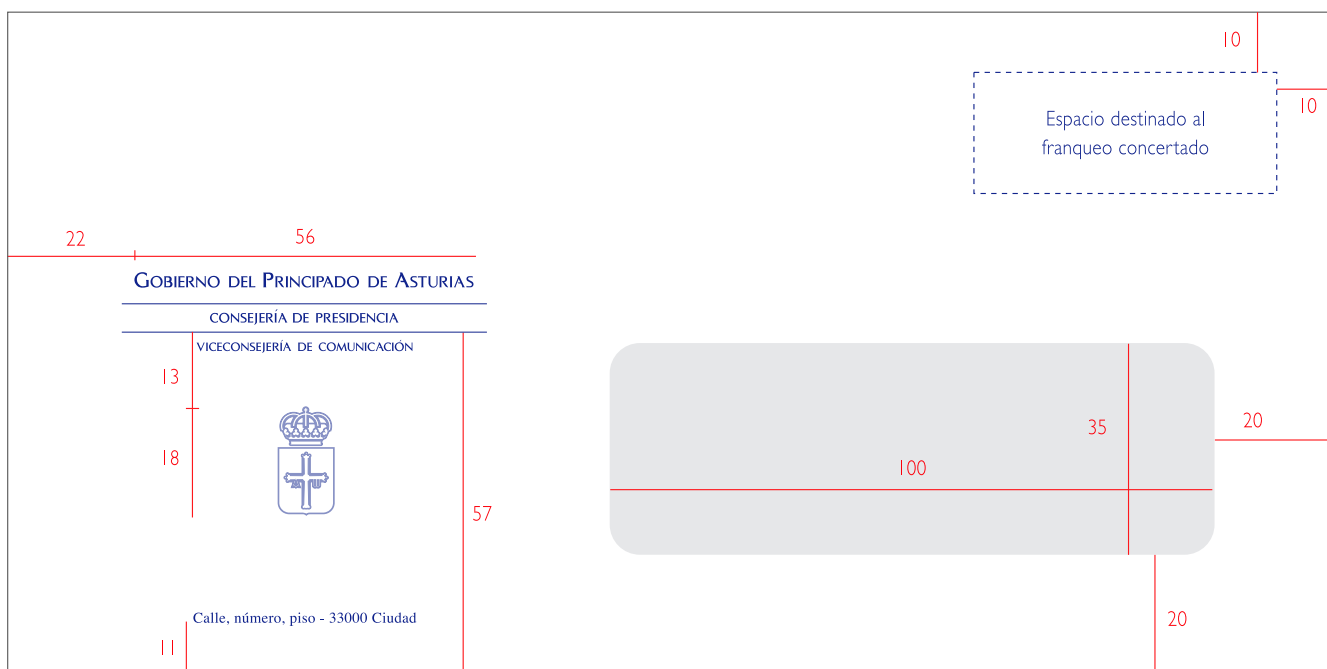 10
10
Espacio destinado al
franqueo concertado
22
56
GOBIERNO DEL PRINCIPADO DE ASTURIAS
CONSEJERÍA DE PRESIDENCIA
VICECONSEJERÍA DE COMUNICACIÓN
13
18
57
35
20
100
Calle, número, piso - 33000 Ciudad
11
20